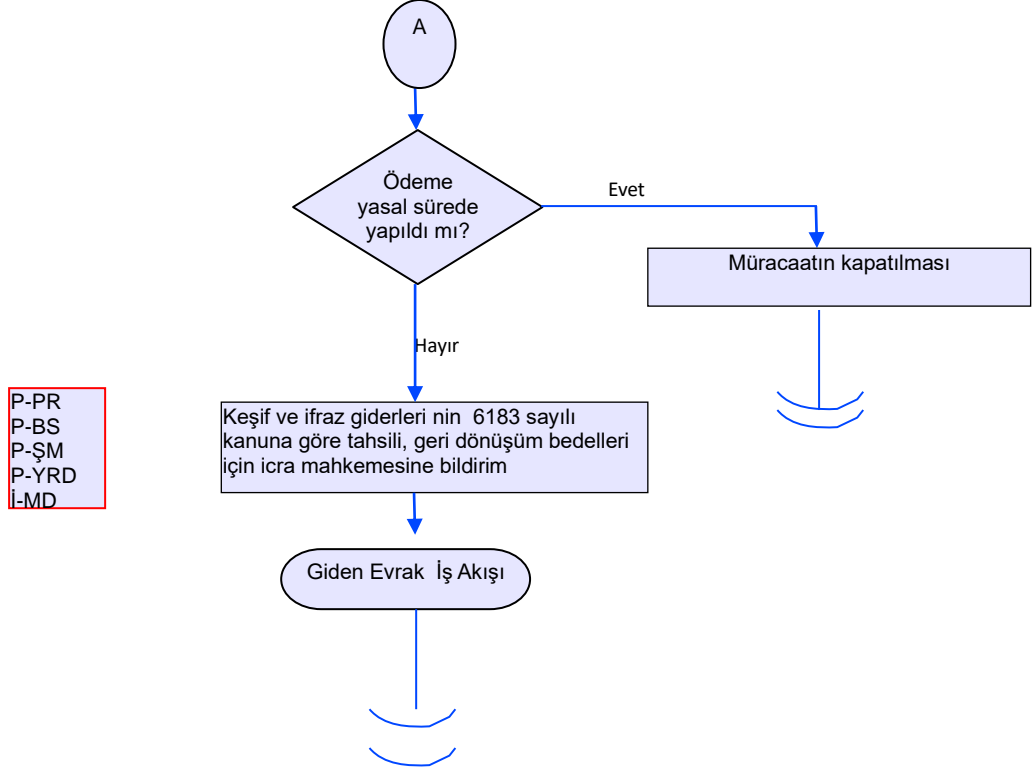 A
Ödeme
yasal sürede
yapıldı mı?
Evet
Müracaatın kapatılması
Hayır
P-PR
P-BS
P-ŞM
P-YRD
İ-MD
Keşif ve ifraz giderleri nin 6183 sayılı
kanuna göre tahsili, geri dönüşüm bedelleri
için icra mahkemesine bildirim
Giden Evrak İş Akışı